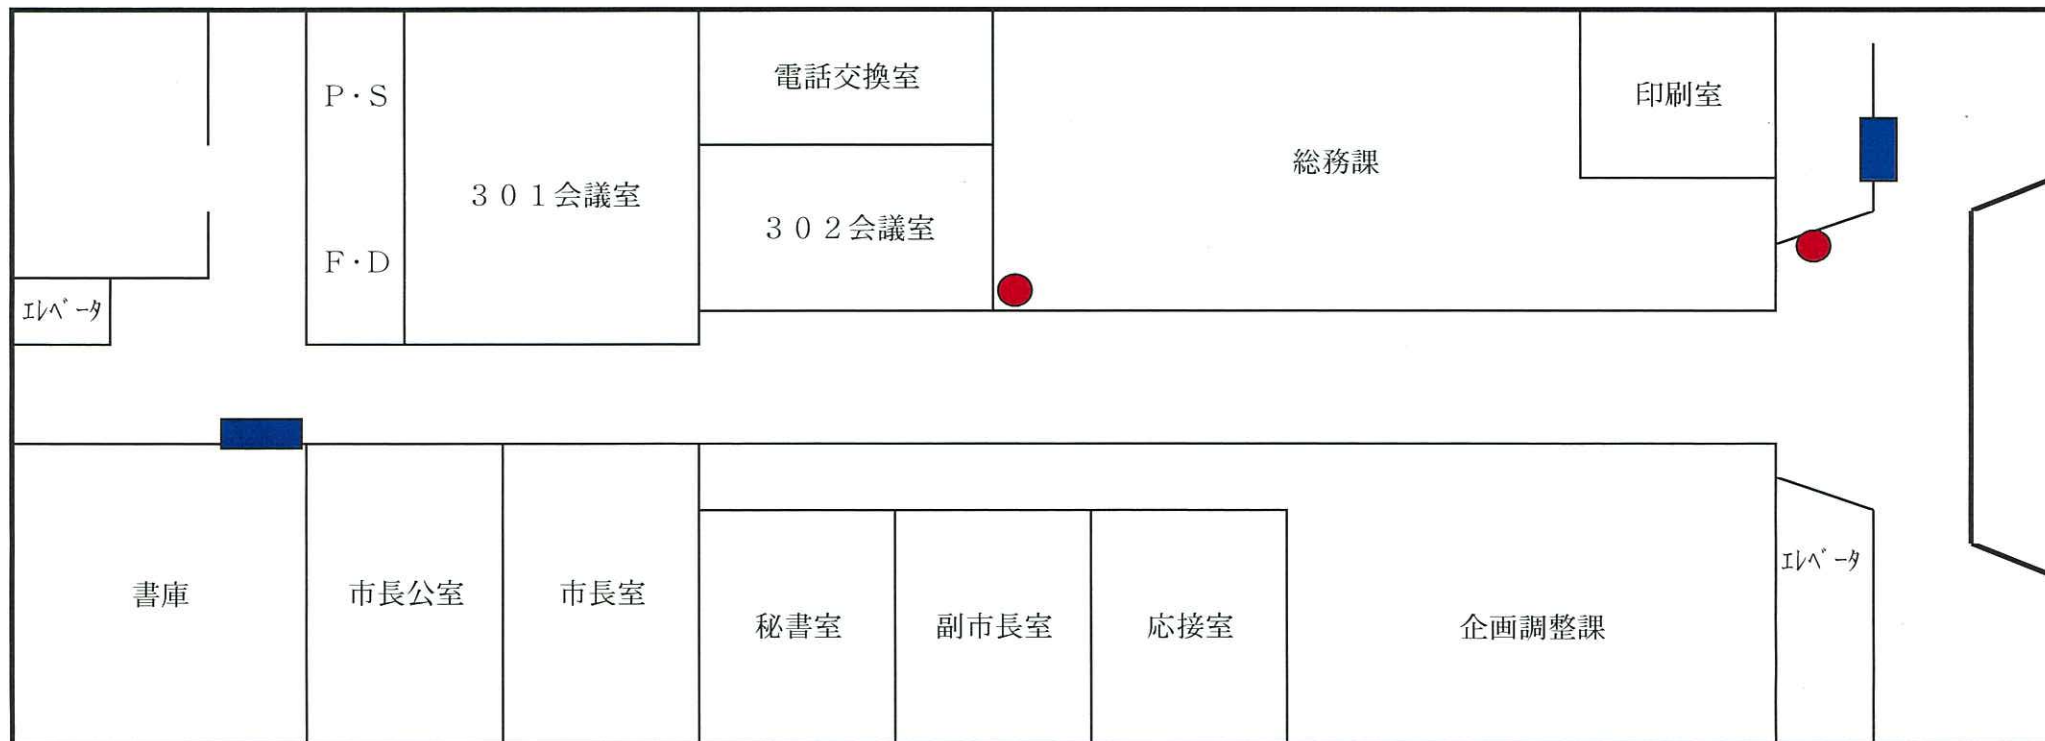 P・S
F・D
301会議室
電話交換室
302会議室
総務課
印刷室
エレベータ
書庫
市長公室
市長室
秘書室
副市長室
応接室
企画調整課
エレベータ